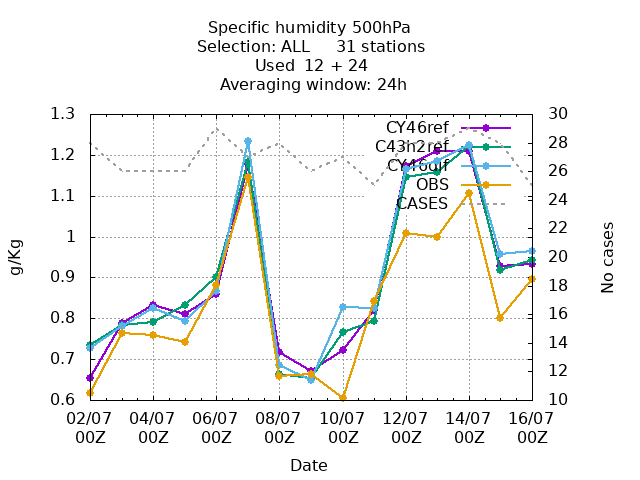 Specific humidity 500hPa
Selection: ALL 31 stations
Used 12 + 24
Averaging window: 24h
1.3
1.2
1.1
1
0.9
0.8
0.7
0.6
g/Kg
CY46ref
C43h2ref
OBS
CASES
30
28
26
24
22
20
18
16
14
12
10
No cases
02/07 04/07 06/07 08/07 10/07 12/07 14/07 16/07
00Z 00Z 00Z 00Z 00Z 00Z 00Z 00Z
Date